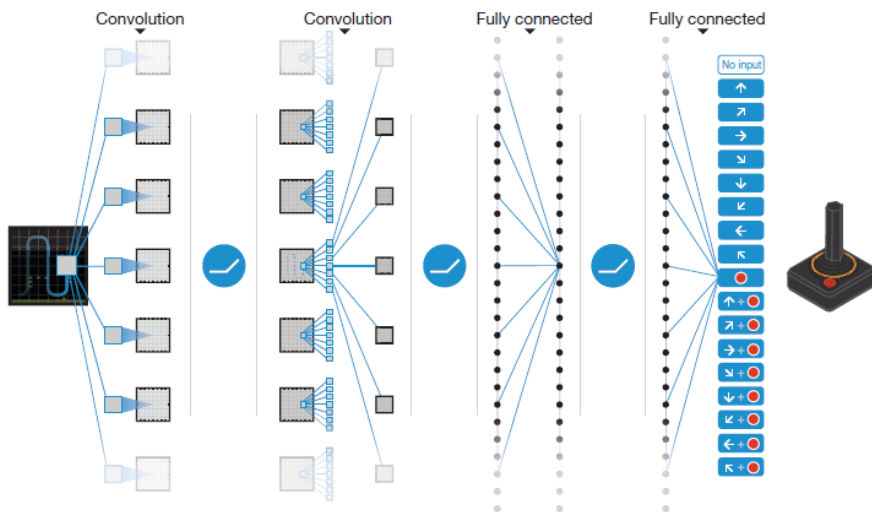 Convolution
Convolution
Fully connected
Fully connected
No input
+
+
+
+
+
+
+
+